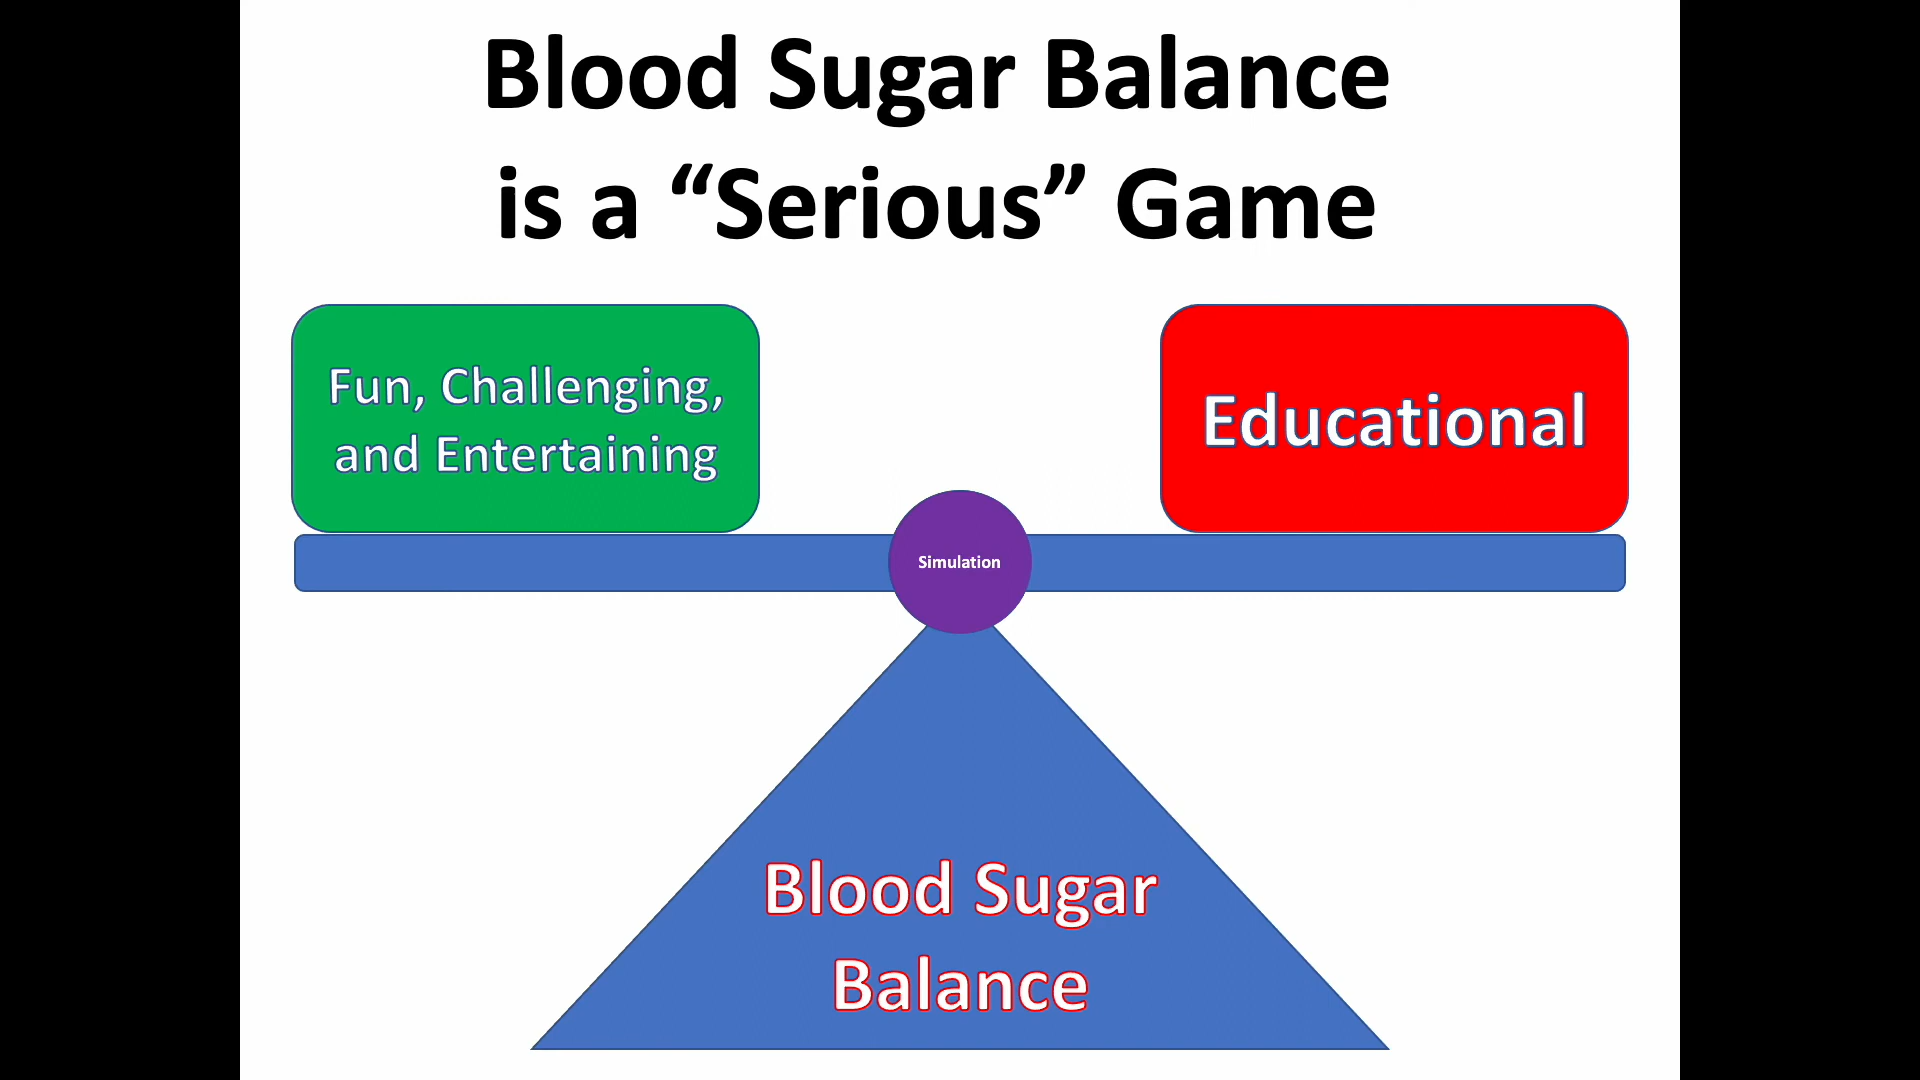 Blood Sugar Balance
is a “Serious” Game
Fun, Challenging,
and Entertaining
Educational
Simulation
Blood Sugar
Balance